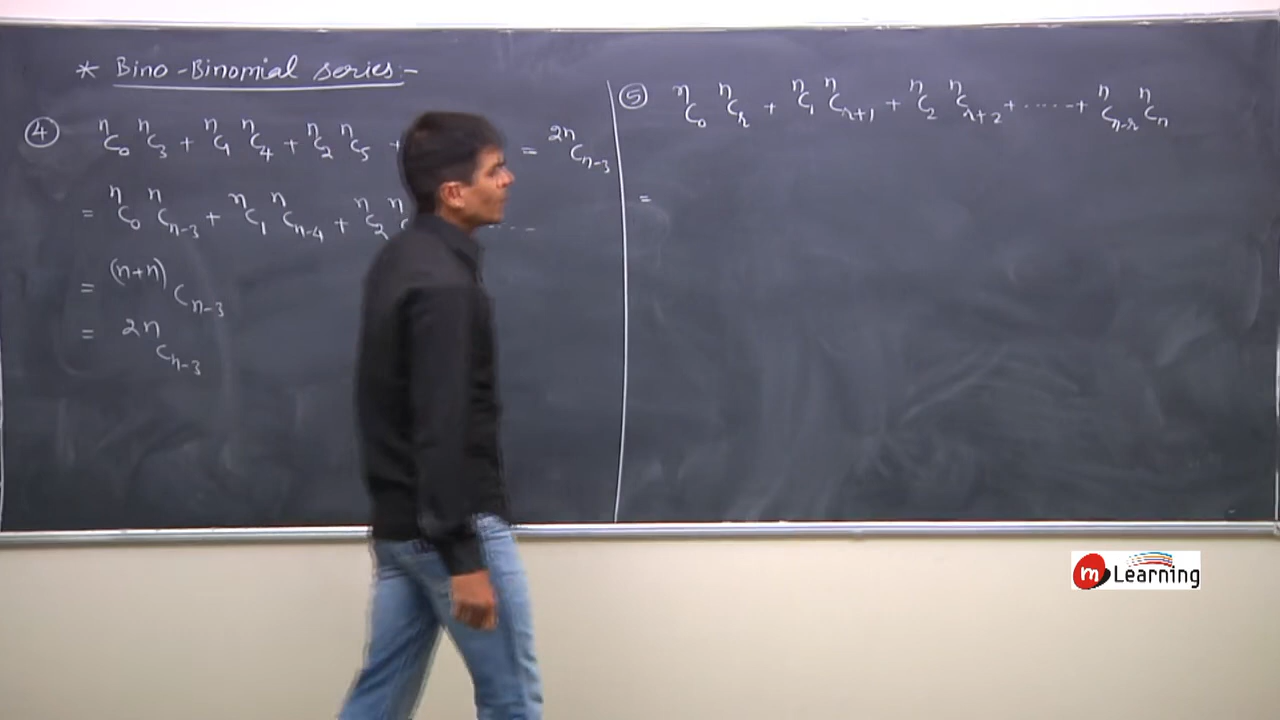 * Bino-Binomial series:-
④ ⁿC₀ ⁿC₃ + ⁿC₁ ⁿC₄ + ⁿC₂ ⁿC₅ + = ²ⁿCₙ₋₃
= ⁿC₀ ⁿCₙ₋₃ + ⁿC₁ ⁿCₙ₋₄ + ⁿC₂ ⁿ ....
= ⁽ⁿ⁺ⁿ⁾Cₙ₋₃
= ²ⁿCₙ₋₃
⑤ ⁿC₀ ⁿCᵣ + ⁿC₁ ⁿCᵣ₊₁ + ⁿC₂ ⁿCᵣ₊₂ + ...... + ⁿCₙ₋ᵣ ⁿCₙ
=
m Learning